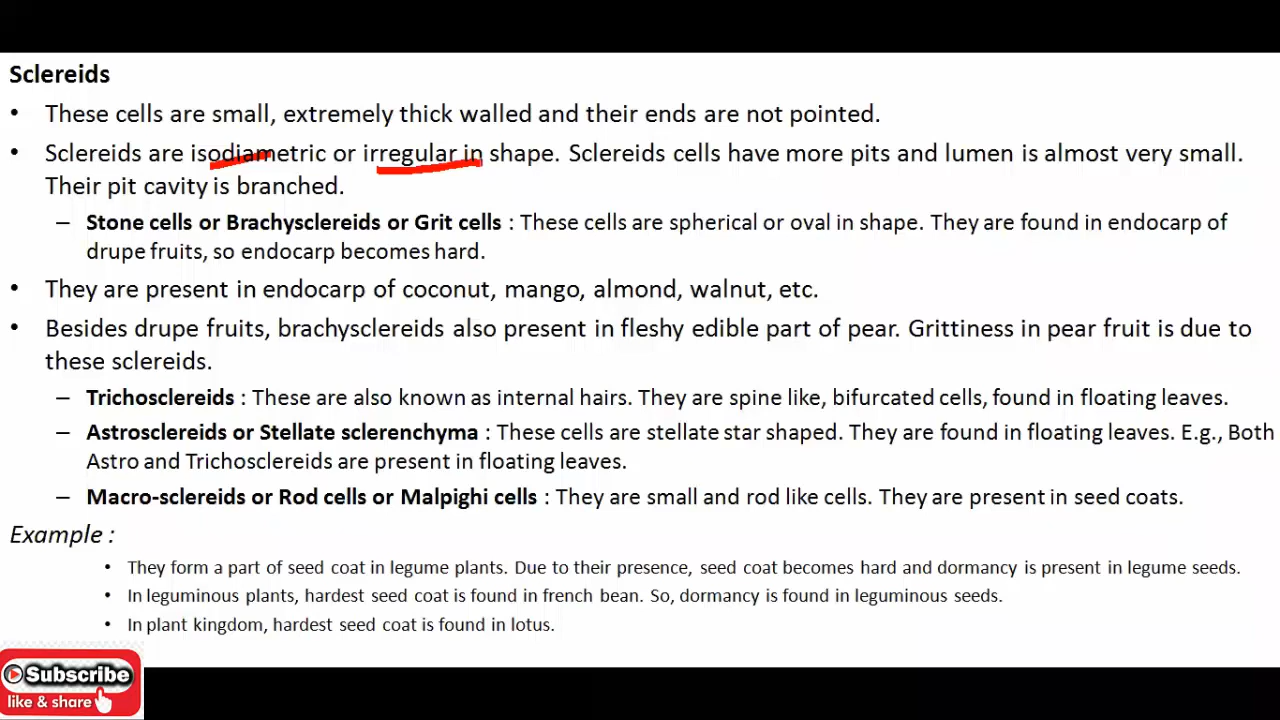 Sclereids
• These cells are small, extremely thick walled and their ends are not pointed.
• Sclereids are isodiametric or irregular in shape. Sclereids cells have more pits and lumen is almost very small.
Their pit cavity is branched.
– Stone cells or Brachysclereids or Grit cells : These cells are spherical or oval in shape. They are found in endocarp of
drupe fruits, so endocarp becomes hard.
• They are present in endocarp of coconut, mango, almond, walnut, etc.
• Besides drupe fruits, brachysclereids also present in fleshy edible part of pear. Grittiness in pear fruit is due to
these sclereids.
– Trichosclereids : These are also known as internal hairs. They are spine like, bifurcated cells, found in floating leaves.
– Astrosclereids or Stellate sclerenchyma : These cells are stellate star shaped. They are found in floating leaves. E.g., Both
Astro and Trichosclereids are present in floating leaves.
– Macro-sclereids or Rod cells or Malpighi cells : They are small and rod like cells. They are present in seed coats.
Example :
• They form a part of seed coat in legume plants. Due to their presence, seed coat becomes hard and dormancy is present in legume seeds.
• In leguminous plants, hardest seed coat is found in french bean. So, dormancy is found in leguminous seeds.
• In plant kingdom, hardest seed coat is found in lotus.
Subscribe
like & share